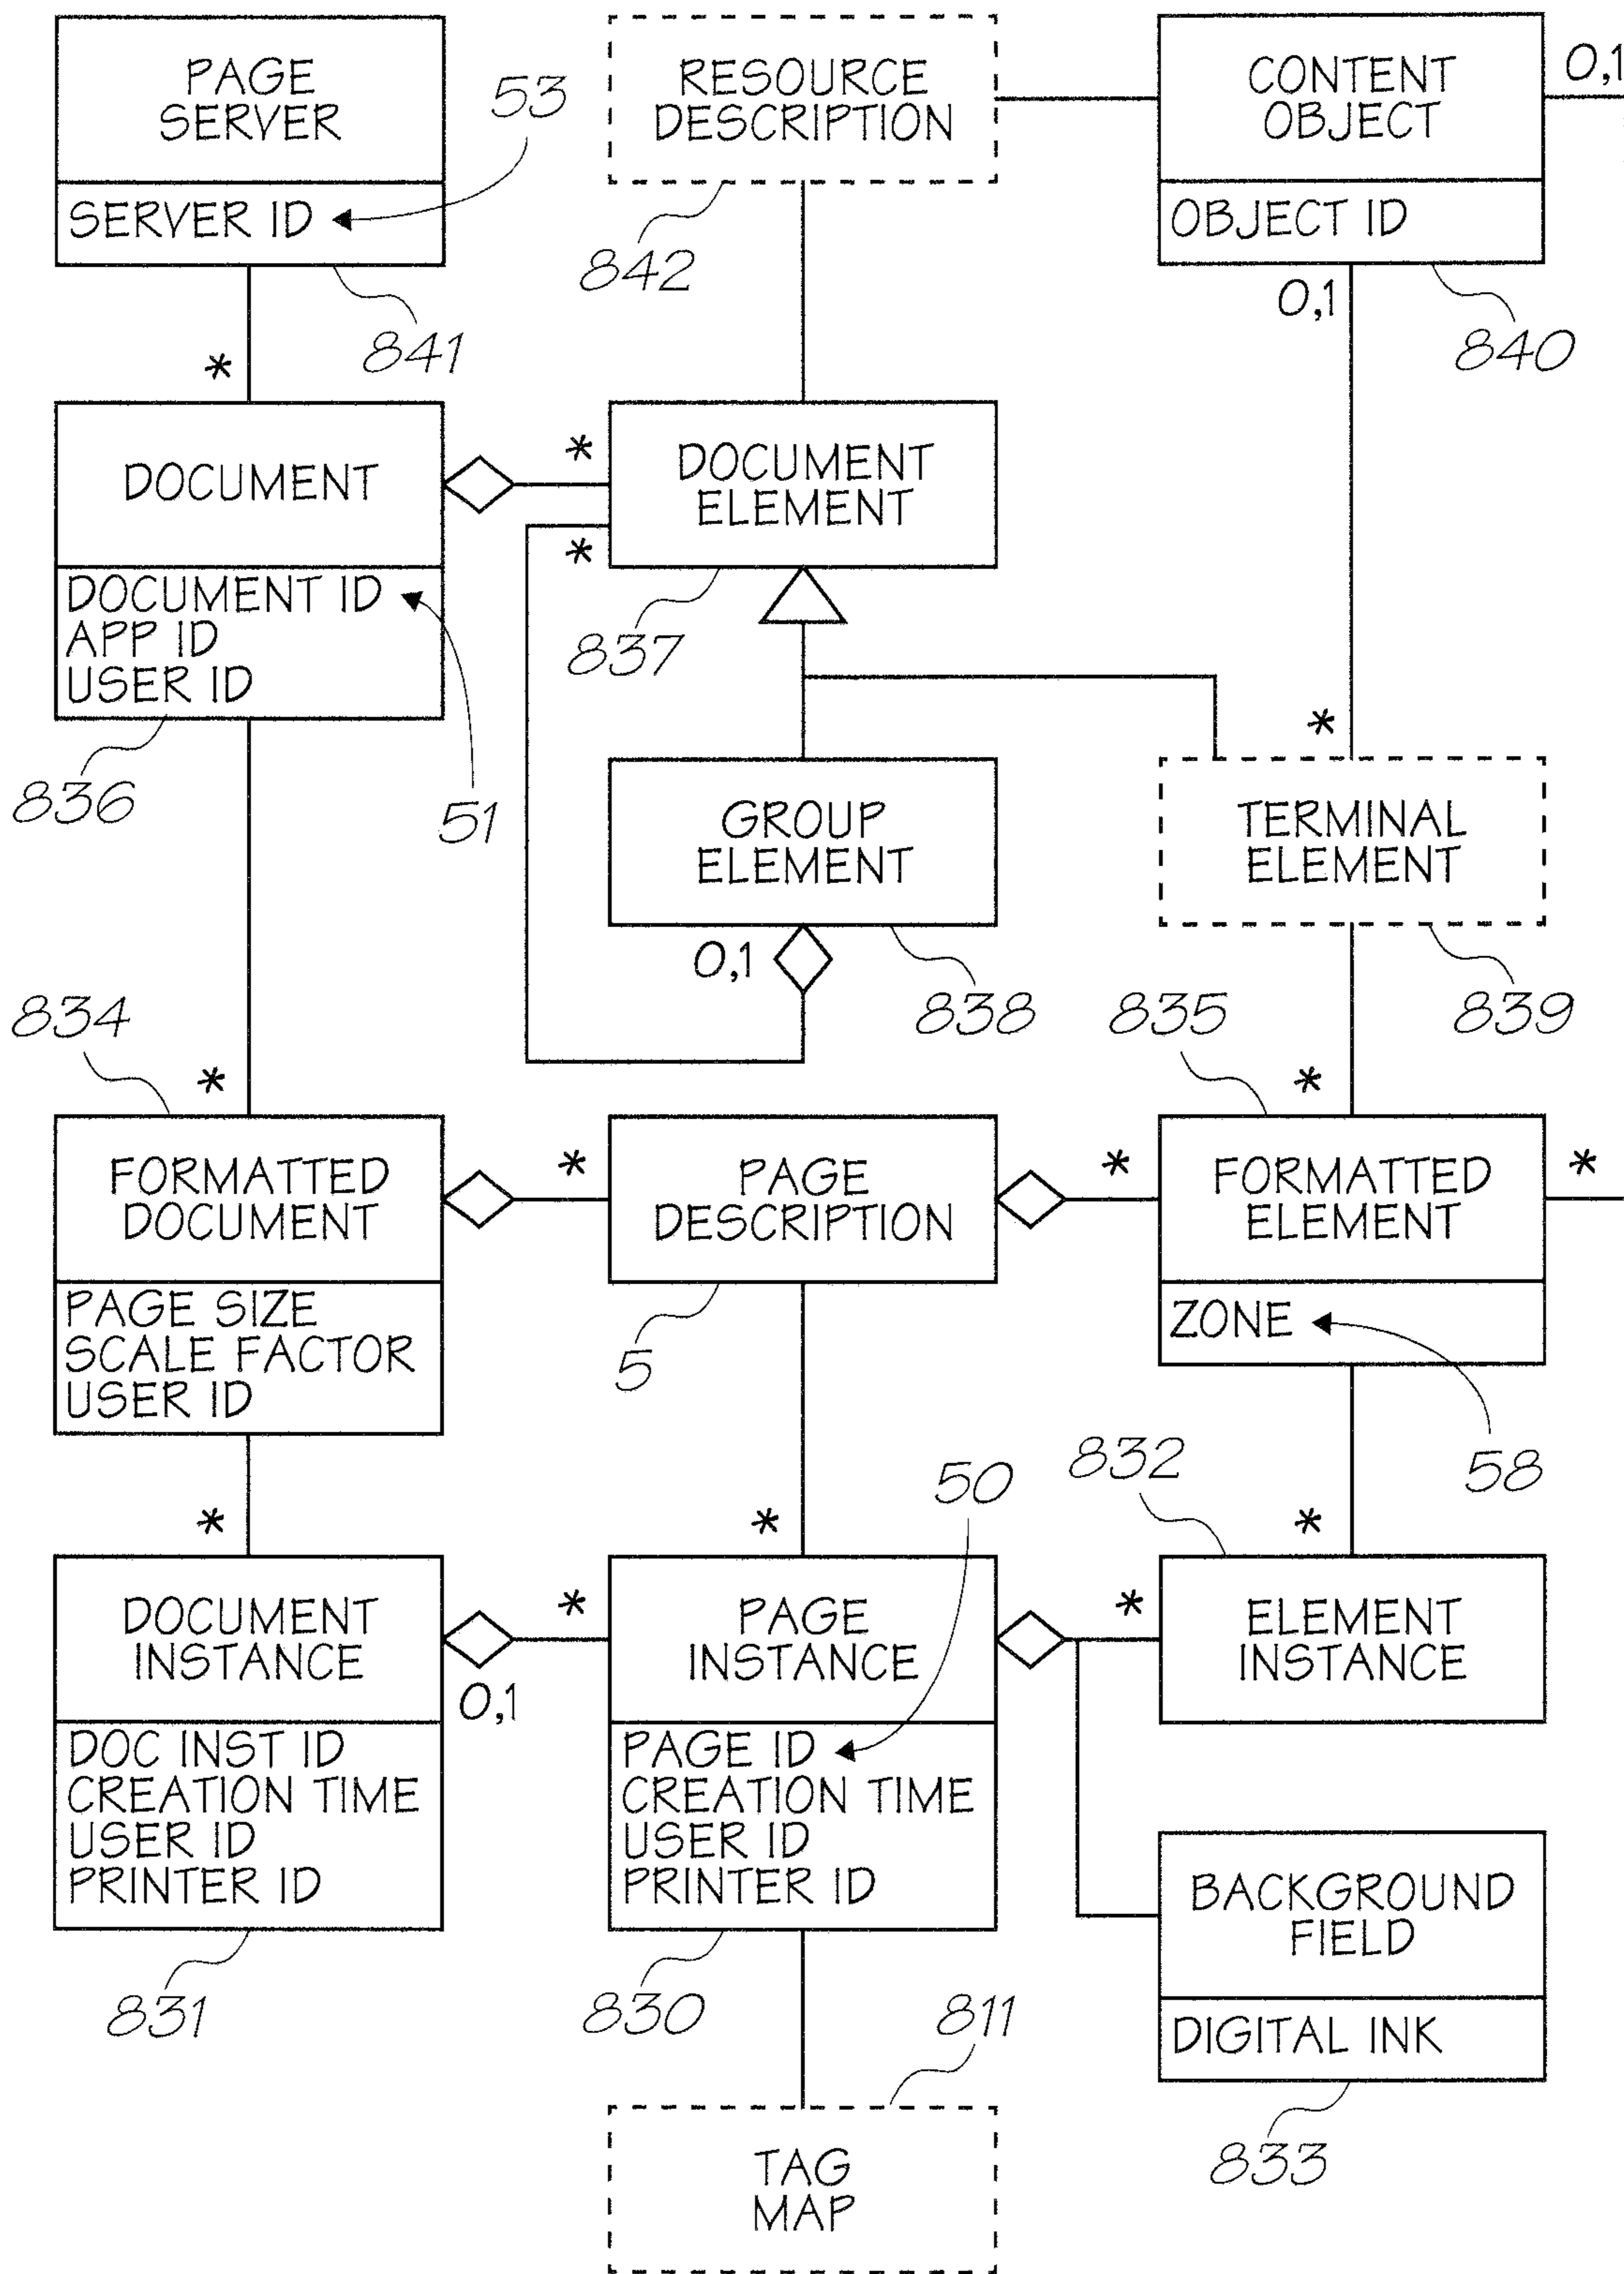 PAGE
SERVER
SERVER ID
53
841
RESOURCE
DESCRIPTION
842
CONTENT
OBJECT
OBJECT ID
0,1
0,1
840
*
DOCUMENT
DOCUMENT ID
APP ID
USER ID
836
51
*
*
DOCUMENT
ELEMENT
837
GROUP
ELEMENT
0,1
838
*
TERMINAL
ELEMENT
839
834
*
FORMATTED
DOCUMENT
PAGE SIZE
SCALE FACTOR
USER ID
*
PAGE
DESCRIPTION
5
835
*
*
FORMATTED
ELEMENT
*
ZONE
58
*
DOCUMENT
INSTANCE
0,1
DOC INST ID
CREATION TIME
USER ID
PRINTER ID
831
*
*
50
PAGE
INSTANCE
PAGE ID
CREATION TIME
USER ID
PRINTER ID
830
832
*
*
ELEMENT
INSTANCE
BACKGROUND
FIELD
DIGITAL INK
833
811
TAG
MAP